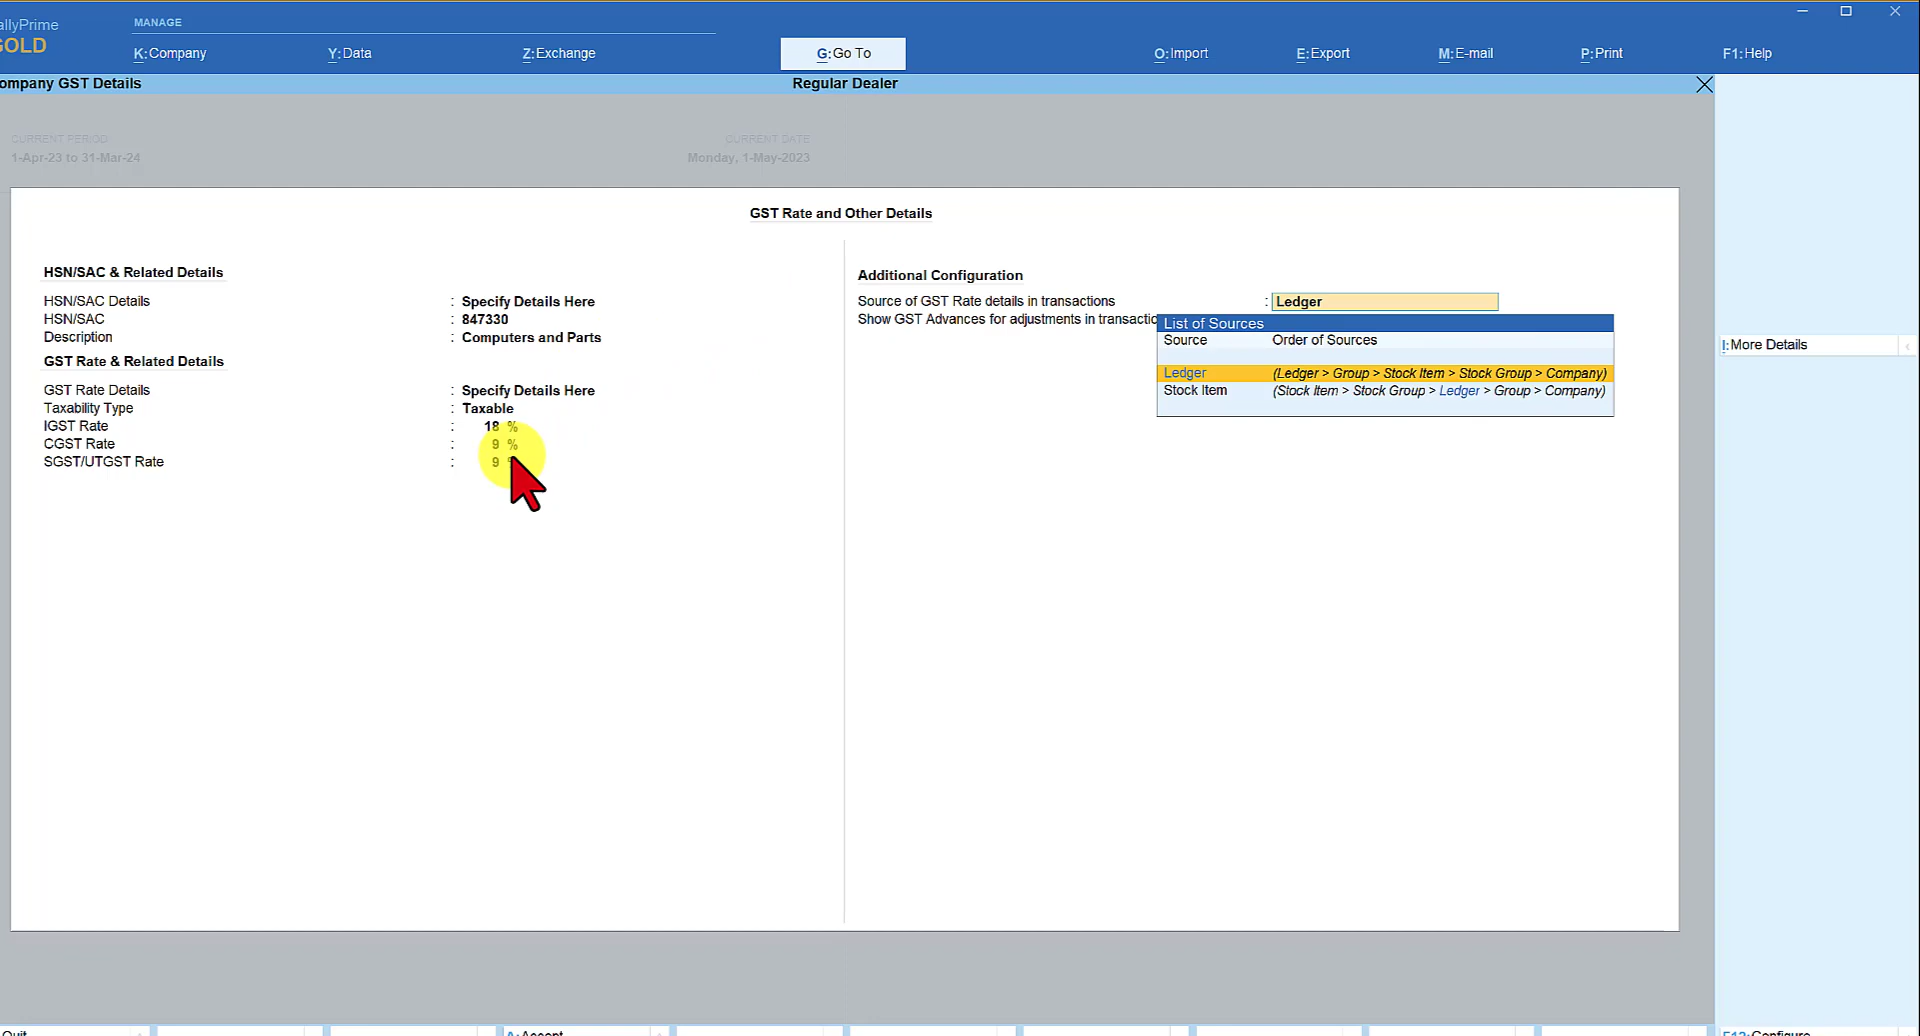 allyPrime
GOLD
MANAGE
K:Company
Y:Data
Z:Exchange
G:Go To
O:Import
E:Export
M:E-mail
P:Print
F1:Help
ompany GST Details
Regular Dealer
CURRENT PERIOD
1-Apr-23 to 31-Mar-24
CURRENT DATE
Monday, 1-May-2023
GST Rate and Other Details
HSN/SAC & Related Details
HSN/SAC Details : Specify Details Here
HSN/SAC : 847330
Description : Computers and Parts
GST Rate & Related Details
GST Rate Details : Specify Details Here
Taxability Type : Taxable
IGST Rate : 18 %
CGST Rate : 9 %
SGST/UTGST Rate : 9
Additional Configuration
Source of GST Rate details in transactions : Ledger
Show GST Advances for adjustments in transactio
List of Sources
Source Order of Sources
Ledger (Ledger > Group > Stock Item > Stock Group > Company)
Stock Item (Stock Item > Stock Group > Ledger > Group > Company)
I:More Details
Quit
A:Accept
F12:Configure